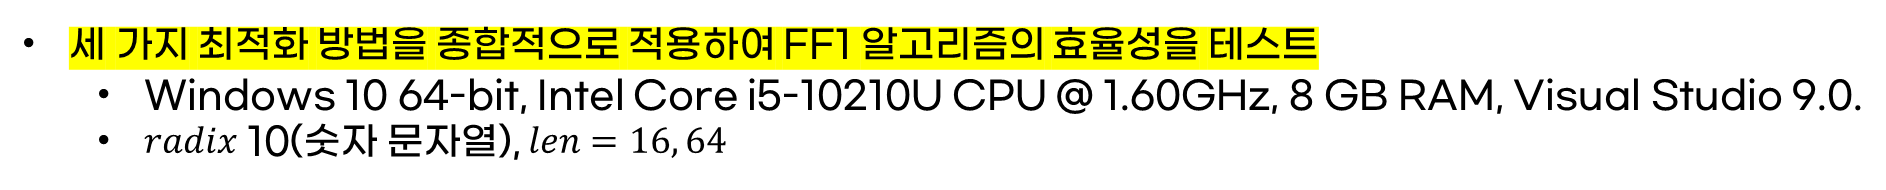 • 세 가지 최적화 방법을 종합적으로 적용하여 FF1 알고리즘의 효율성을 테스트
• Windows 10 64-bit, Intel Core i5-10210U CPU @ 1.60GHz, 8 GB RAM, Visual Studio 9.0.
• radix 10(숫자 문자열), len = 16, 64